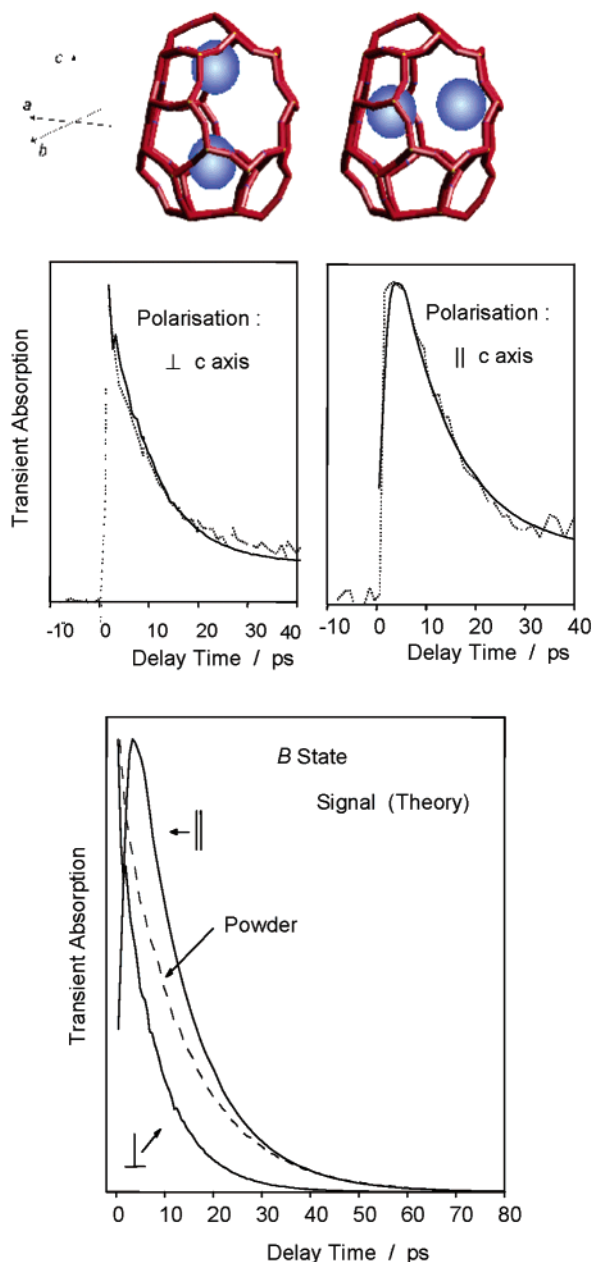 c
a
b
Transient Absorption
Polarisation :
⊥ c axis
-10 0 10 20 30 40
Delay Time / ps
Polarisation :
|| c axis
-10 0 10 20 30 40
Delay Time / ps
Transient Absorption
B State
Signal (Theory)
||
Powder
⊥
0 10 20 30 40 50 60 70 80
Delay Time / ps